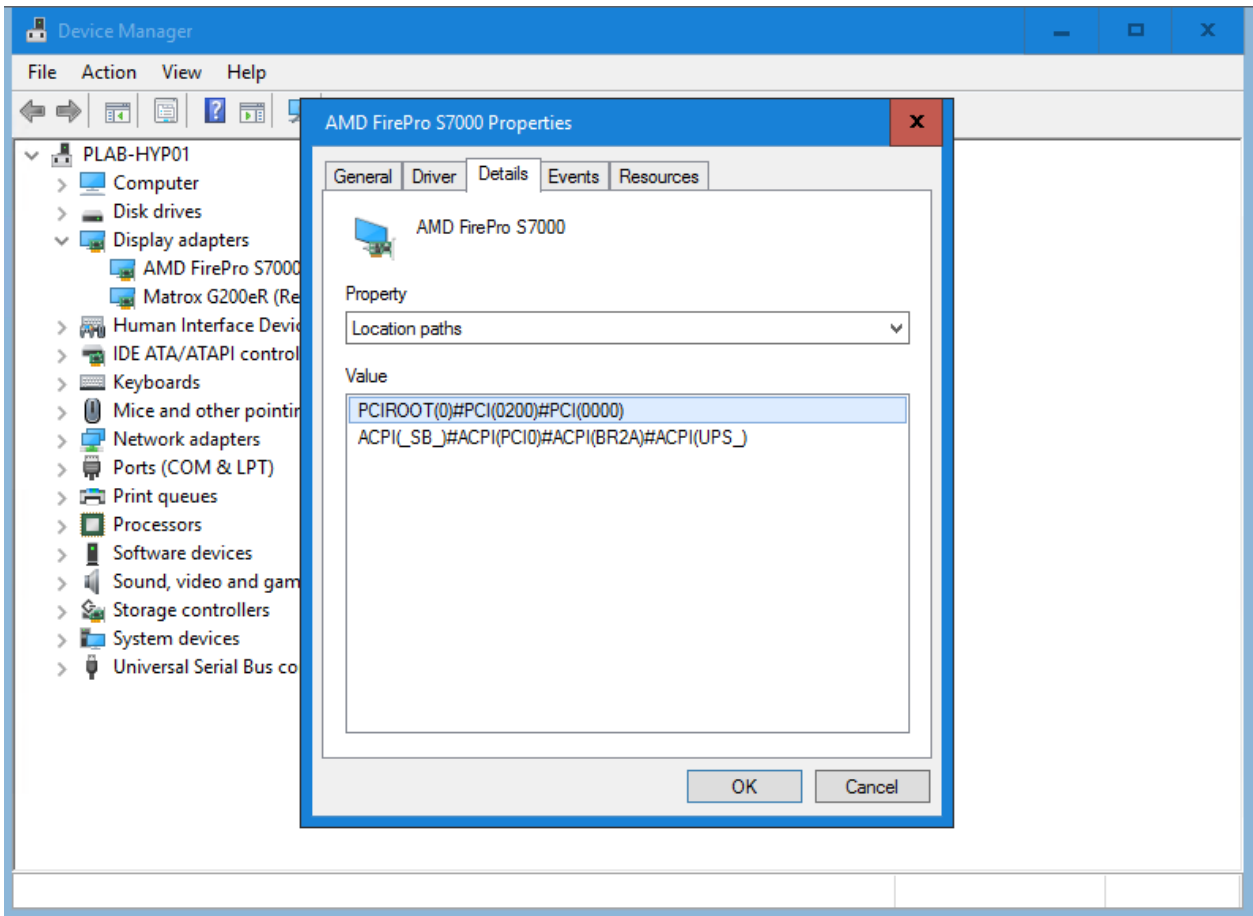 Device Manager
File Action View Help
AMD FirePro S7000 Properties
General Driver Details Events Resources
AMD FirePro S7000
Property
Location paths
Value
PCIROOT(0)#PCI(0200)#PCI(0000)
ACPI(_SB_)#ACPI(PCI0)#ACPI(BR2A)#ACPI(UPS_)
OK Cancel
PLAB-HYP01
Computer
Disk drives
Display adapters
AMD FirePro S7000
Matrox G200eR (Re
Human Interface Devic
IDE ATA/ATAPI control
Keyboards
Mice and other pointin
Network adapters
Ports (COM & LPT)
Print queues
Processors
Software devices
Sound, video and gam
Storage controllers
System devices
Universal Serial Bus co